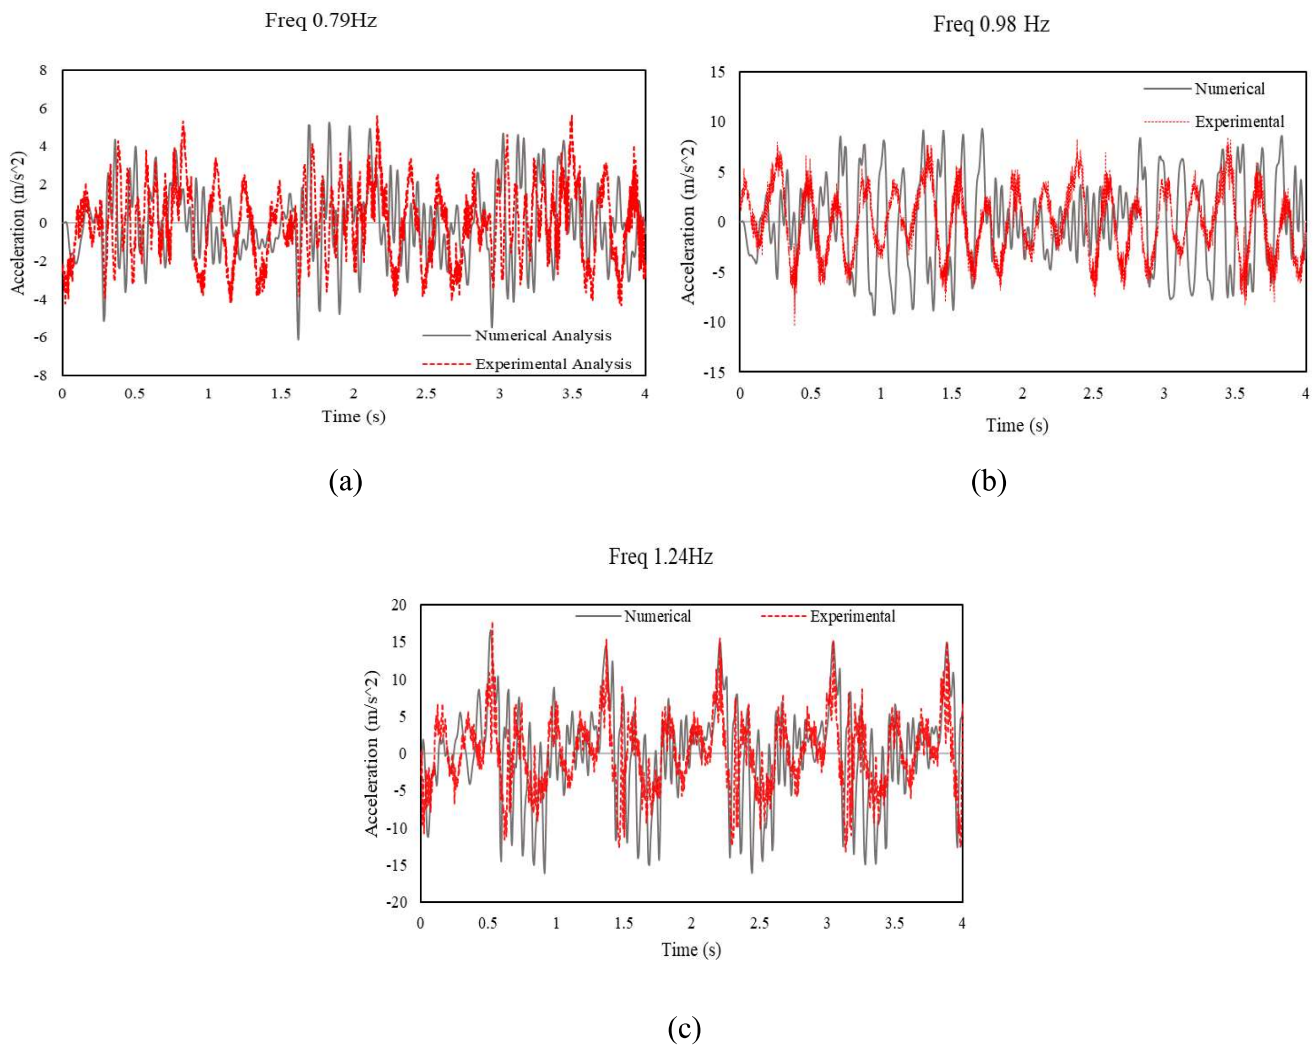 Freq 0.79Hz
8
6
4
2
0
-2
-4
-6
-8
Acceleration (m/s^2)
Numerical Analysis
Experimental Analysis
0 0.5 1 1.5 2 2.5 3 3.5 4
Time (s)
(a)
Freq 0.98 Hz
15
10
5
0
-5
-10
-15
Acceleration (m/s^2)
Numerical
Experimental
0 0.5 1 1.5 2 2.5 3 3.5 4
Time (s)
(b)
Freq 1.24Hz
20
15
10
5
0
-5
-10
-15
-20
Acceleration (m/s^2)
Numerical Experimental
0 0.5 1 1.5 2 2.5 3 3.5 4
Time (s)
(c)